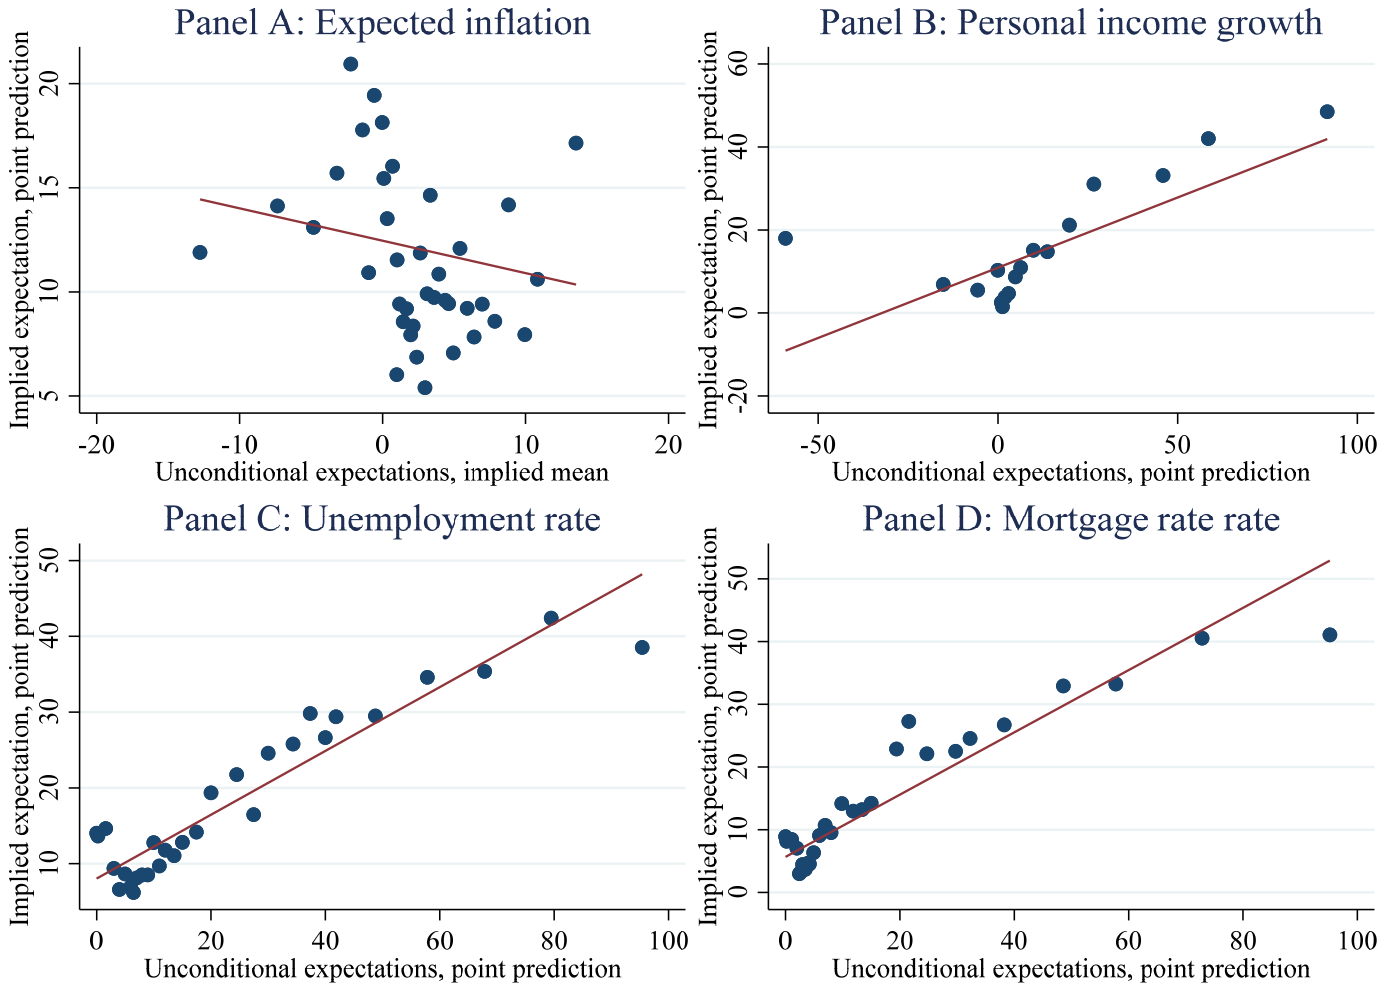 Panel A: Expected inflation
Implied expectation, point prediction
20
15
10
5
-20 -10 0 10 20
Unconditional expectations, implied mean
Panel B: Personal income growth
Implied expectation, point prediction
60
40
20
0
-20
-50 0 50 100
Unconditional expectations, point prediction
Panel C: Unemployment rate
Implied expectation, point prediction
50
40
30
20
10
0 20 40 60 80 100
Unconditional expectations, point prediction
Panel D: Mortgage rate rate
Implied expectation, point prediction
50
40
30
20
10
0
0 20 40 60 80 100
Unconditional expectations, point prediction